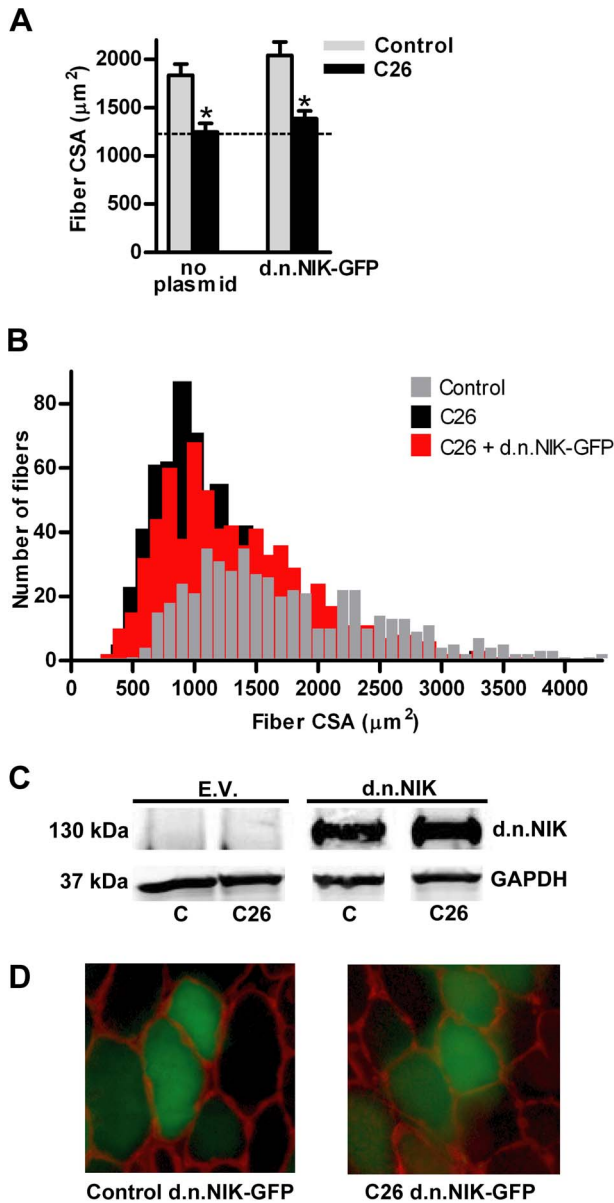 A
Fiber CSA (µm²)
2000
1500
1000
500
0
Control
C26
*
*
no plasmid
d.n.NIK-GFP
B
Number of fibers
80
60
40
20
0
Control
C26
C26 + d.n.NIK-GFP
0 500 1000 1500 2000 2500 3000 3500 4000
Fiber CSA (µm²)
C
E.V. d.n.NIK
130 kDa d.n.NIK
37 kDa GAPDH
C C26 C C26
D
Control d.n.NIK-GFP C26 d.n.NIK-GFP